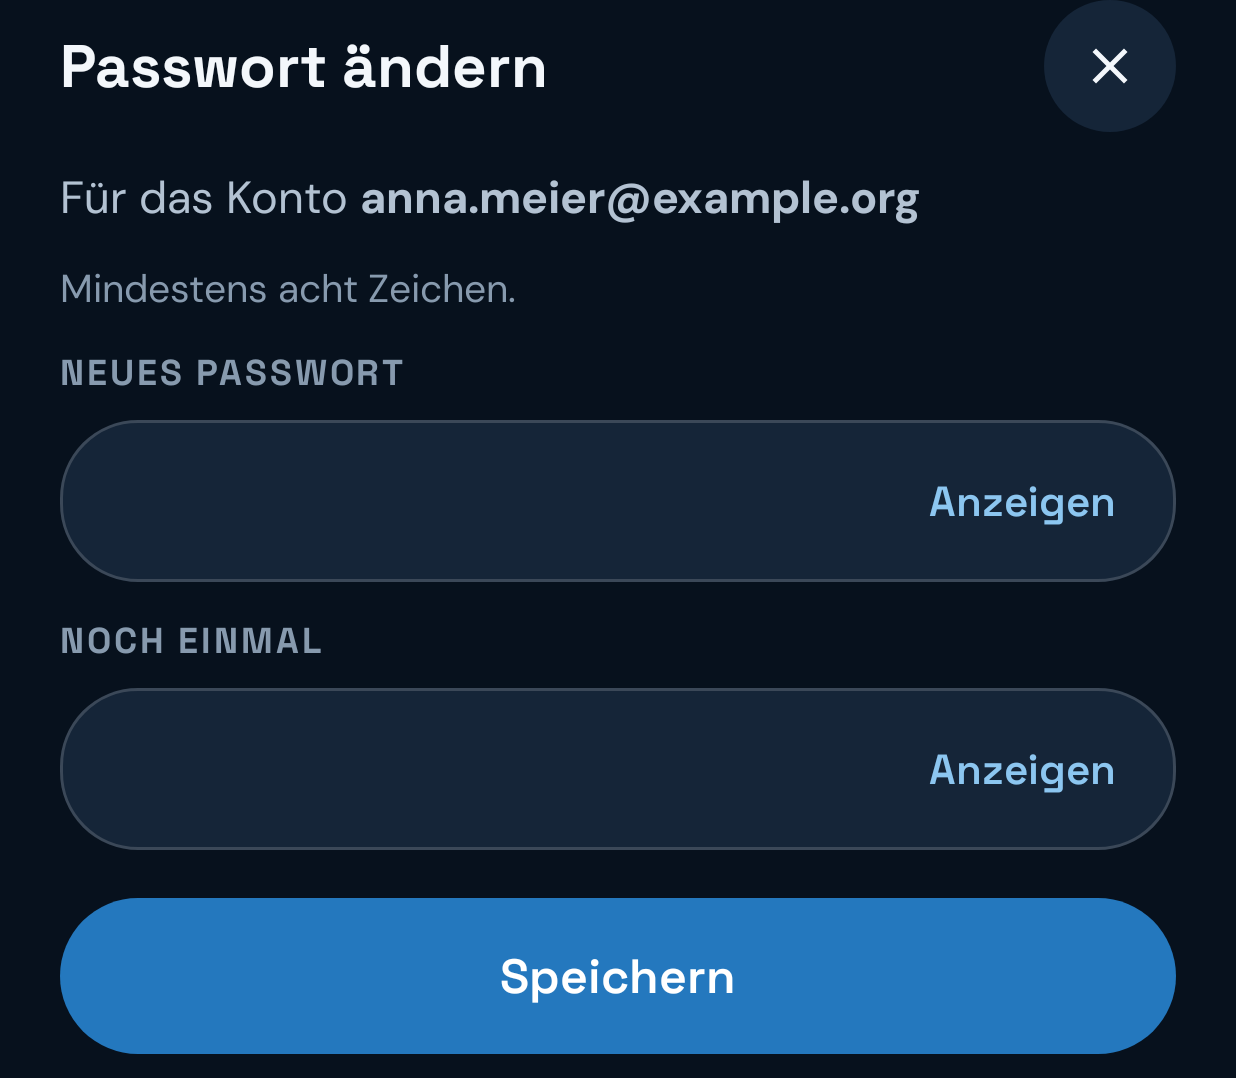 Passwort ändern
Für das Konto anna.meier@example.org
Mindestens acht Zeichen.
NEUES PASSWORT
Anzeigen
NOCH EINMAL
Anzeigen
Speichern